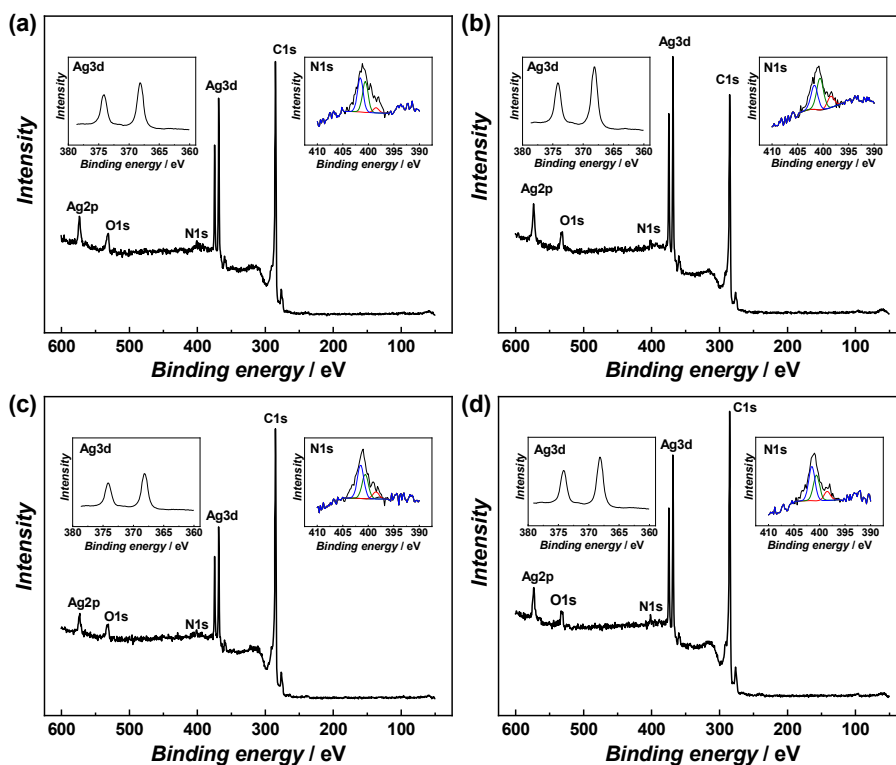 (a)
Ag3d
Intensity
380 375 370 365 360
Binding energy / eV
Ag3d
C1s
N1s
Intensity
410 405 400 395 390
Binding energy / eV
Ag2p
O1s
N1s
Intensity
600 500 400 300 200 100
Binding energy / eV
(b)
Ag3d
Intensity
380 375 370 365 360
Binding energy / eV
Ag3d
C1s
N1s
Intensity
410 405 400 395 390
Binding energy / eV
Ag2p
O1s
N1s
Intensity
600 500 400 300 200 100
Binding energy / eV
(c)
Ag3d
Intensity
380 375 370 365 360
Binding energy / eV
Ag3d
C1s
N1s
Intensity
410 405 400 395 390
Binding energy / eV
Ag2p
O1s
N1s
Intensity
600 500 400 300 200 100
Binding energy / eV
(d)
Ag3d
Intensity
380 375 370 365 360
Binding energy / eV
Ag3d
C1s
N1s
Intensity
410 405 400 395 390
Binding energy / eV
Ag2p
O1s
N1s
Intensity
600 500 400 300 200 100
Binding energy / eV